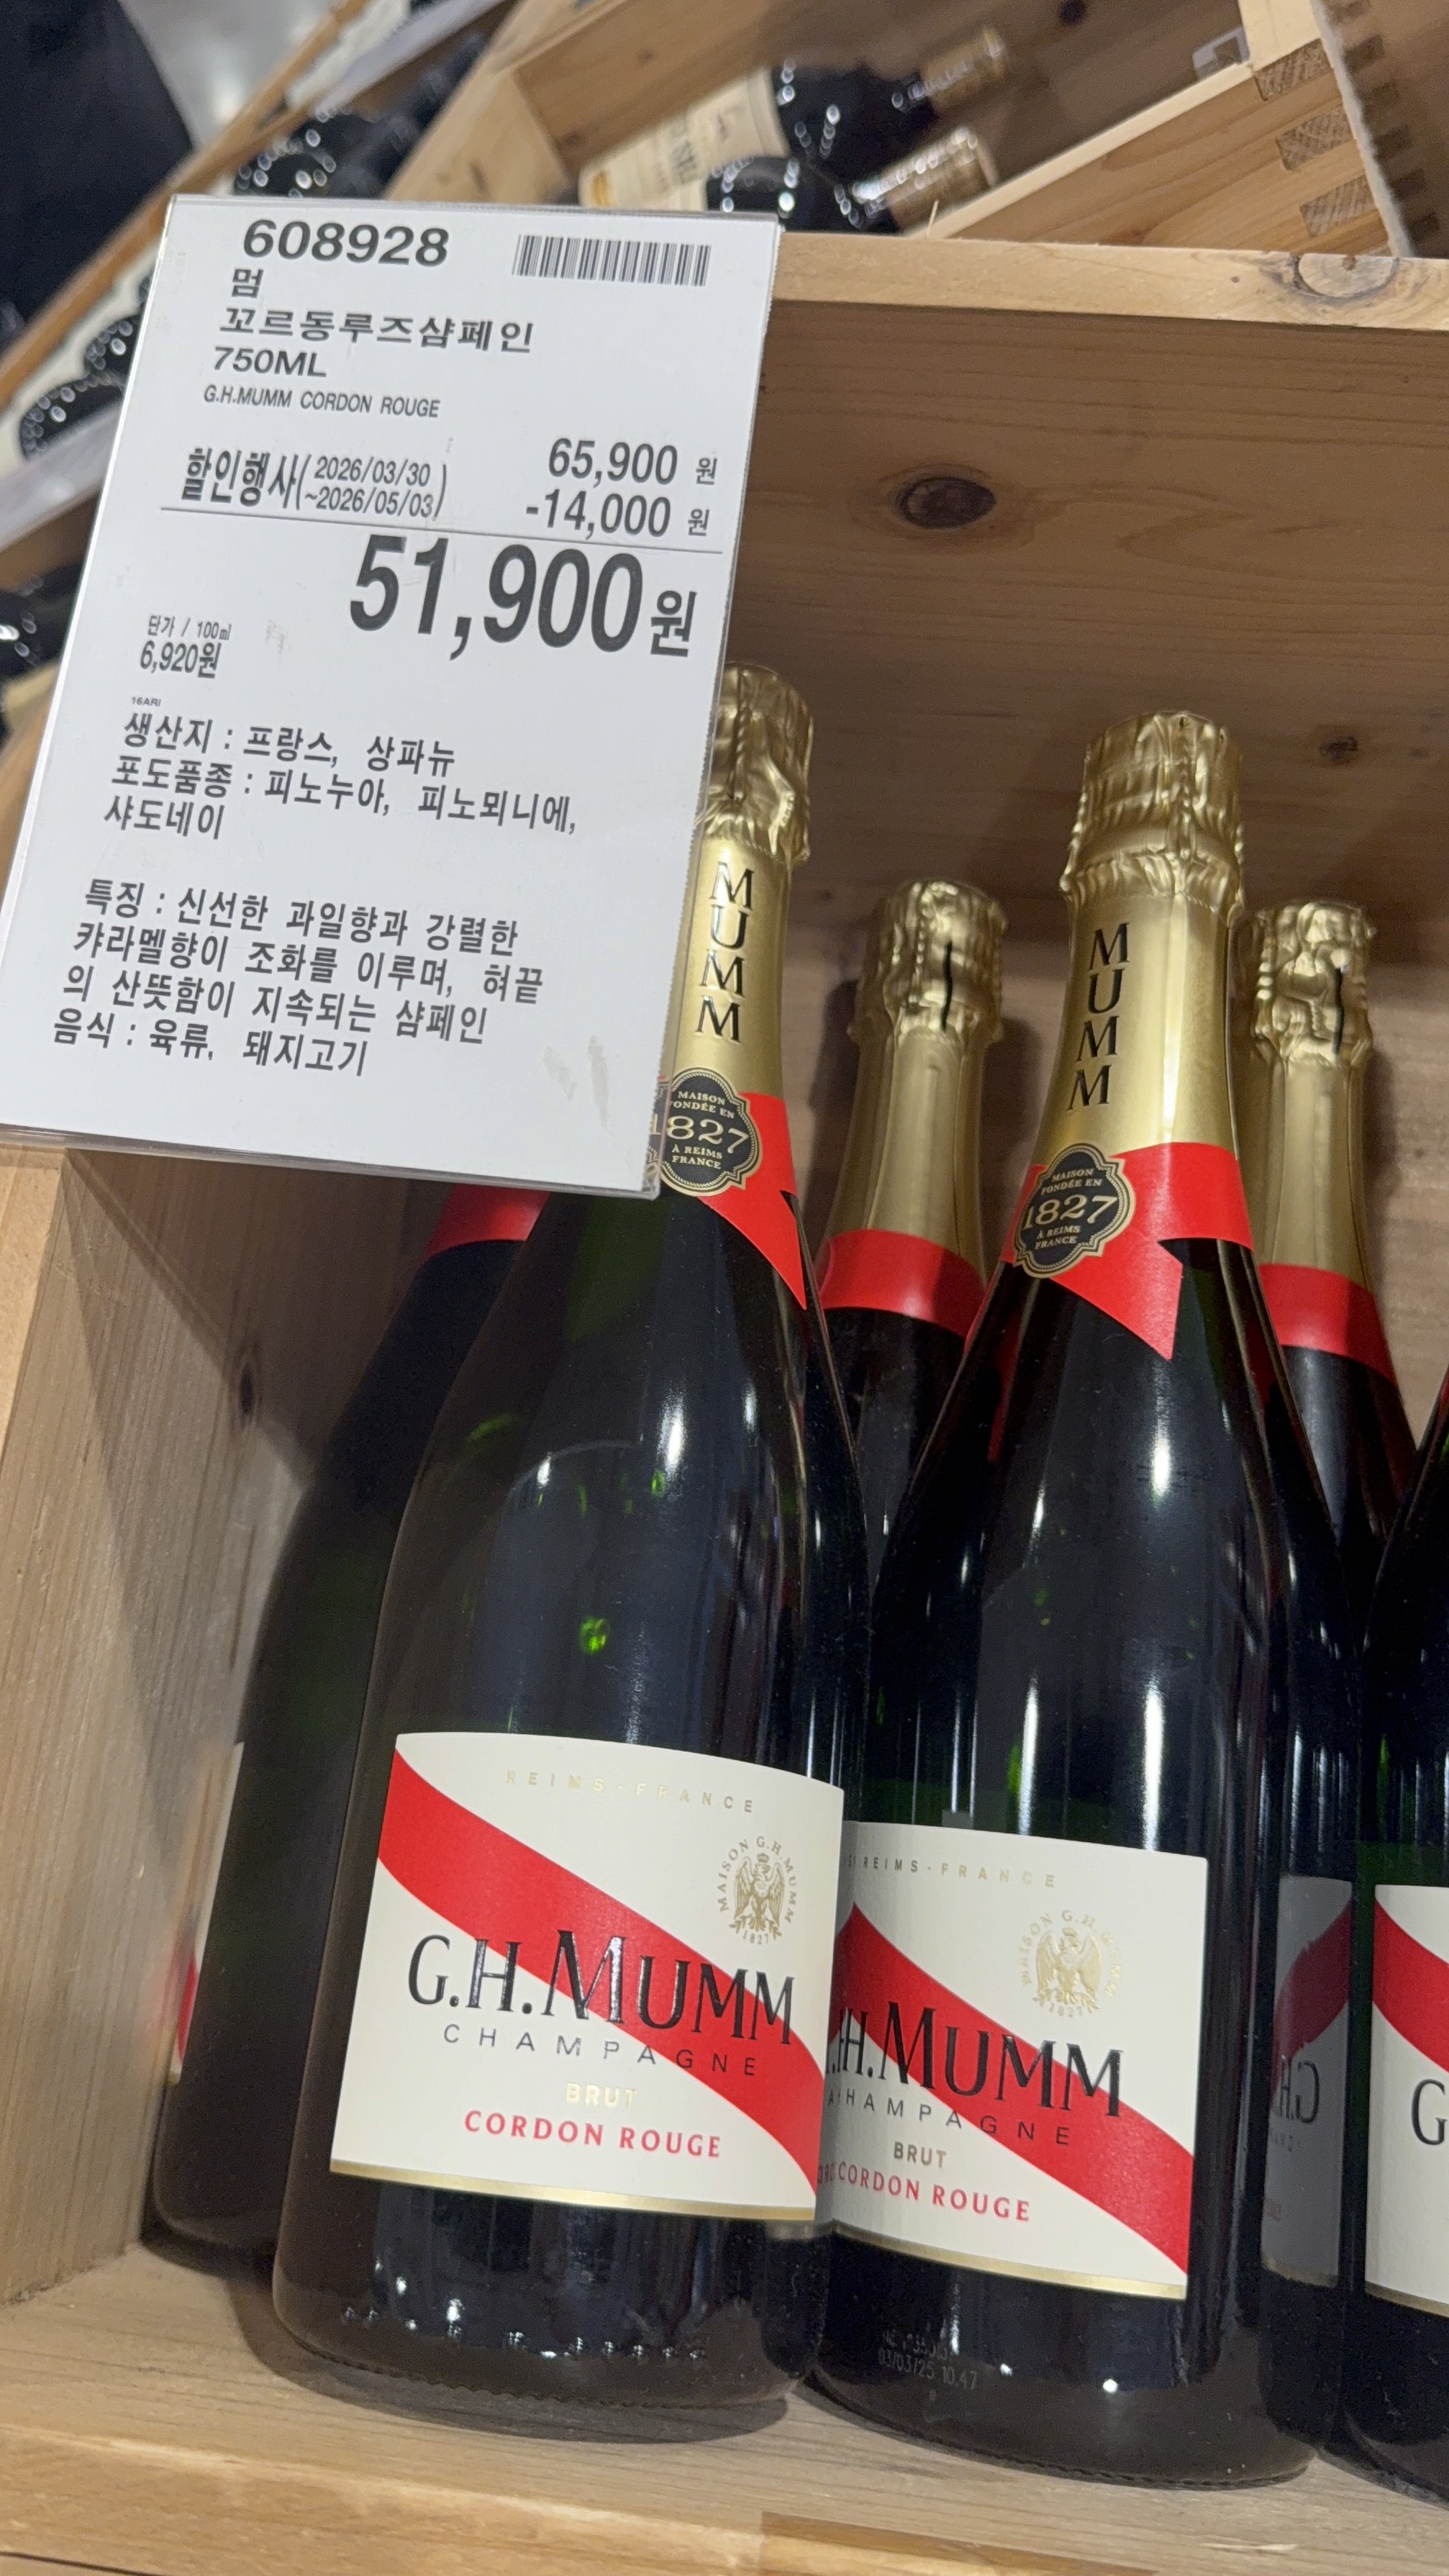 608928
멈
꼬르동루즈샴페인
750ML
G.H.MUMM CORDON ROUGE
65,900 원
할인행사(2026/03/30
~2026/05/03)
-14,000 원
51,900원
단가 / 100㎖
6,920원
16ARI
생산지 : 프랑스, 상파뉴
포도품종 : 피노누아, 피노뫼니에,
샤도네이
특징 : 신선한 과일향과 강렬한
캬라멜향이 조화를 이루며, 혀끝
의 산뜻함이 지속되는 샴페인
음식 : 육류, 돼지고기
MUMM
MAISON
FONDÉE EN
1827
À REIMS
FRANCE
MUMM
MAISON
FONDÉE EN
1827
À REIMS
FRANCE
REIMS-FRANCE
MAISON G.H.MUMM
1827
G.H.MUMM
CHAMPAGNE
BRUT
CORDON ROUGE
REIMS-FRANCE
MAISON G.H.MUMM
1827
.H.MUMM
HAMPAGNE
BRUT
CORDON ROUGE
03/03/25 10:47
G